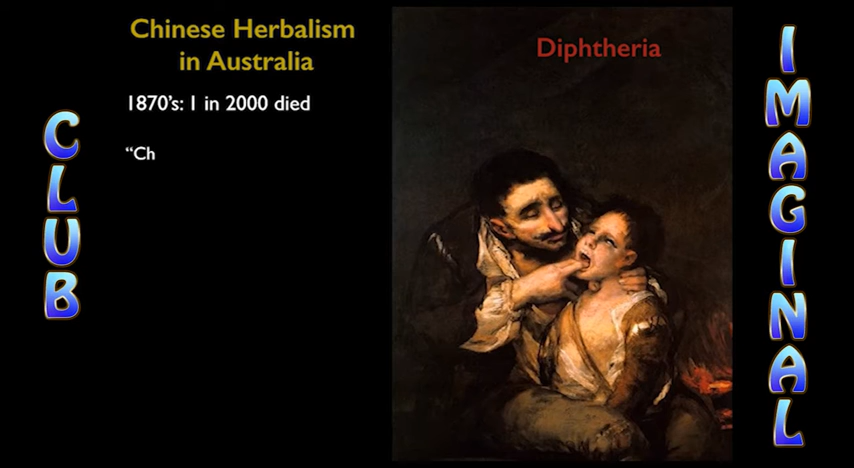 Chinese Herbalism
in Australia
1870's: 1 in 2000 died
“Ch
Diphtheria
CLUB
IMAGINAL